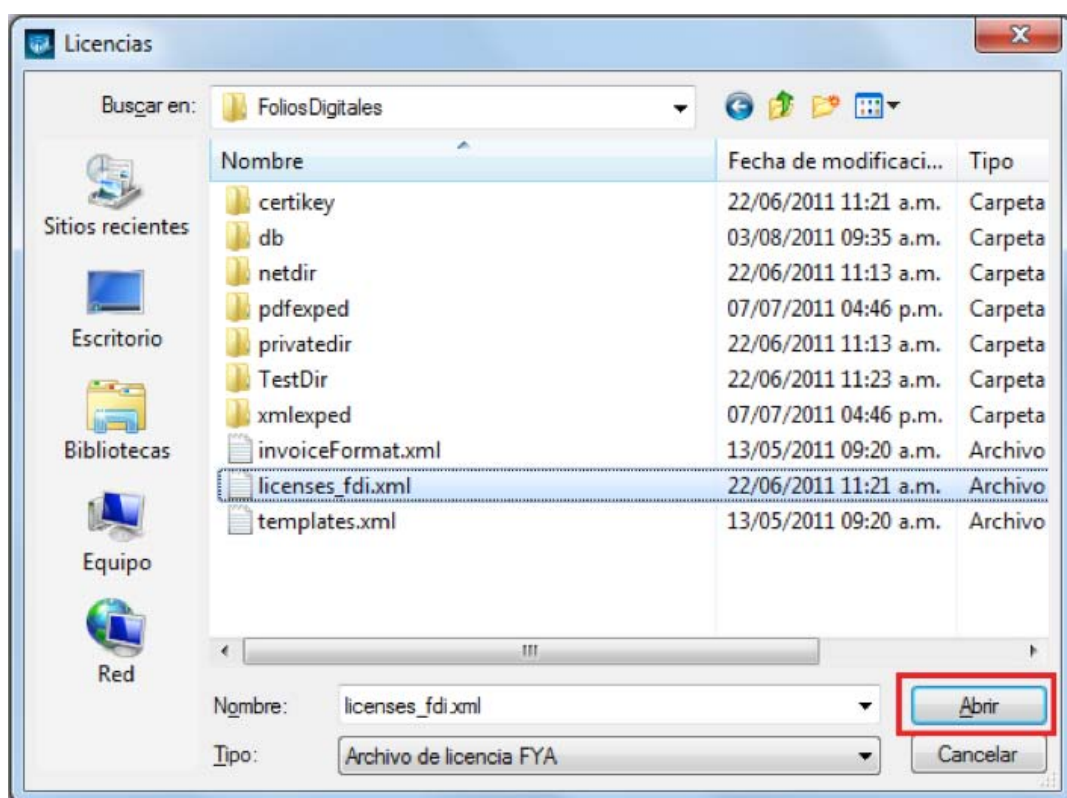 Licencias
Buscar en: FoliosDigitales
Nombre Fecha de modificaci... Tipo
certikey 22/06/2011 11:21 a.m. Carpeta
db 03/08/2011 09:35 a.m. Carpeta
netdir 22/06/2011 11:13 a.m. Carpeta
pdfexped 07/07/2011 04:46 p.m. Carpeta
privatedir 22/06/2011 11:13 a.m. Carpeta
TestDir 22/06/2011 11:23 a.m. Carpeta
xmlexped 07/07/2011 04:46 p.m. Carpeta
invoiceFormat.xml 13/05/2011 09:20 a.m. Archivo
licenses_fdi.xml 22/06/2011 11:21 a.m. Archivo
templates.xml 13/05/2011 09:20 a.m. Archivo
Sitios recientes
Escritorio
Bibliotecas
Equipo
Red
Nombre: licenses_fdi.xml Abrir
Tipo: Archivo de licencia FYA Cancelar